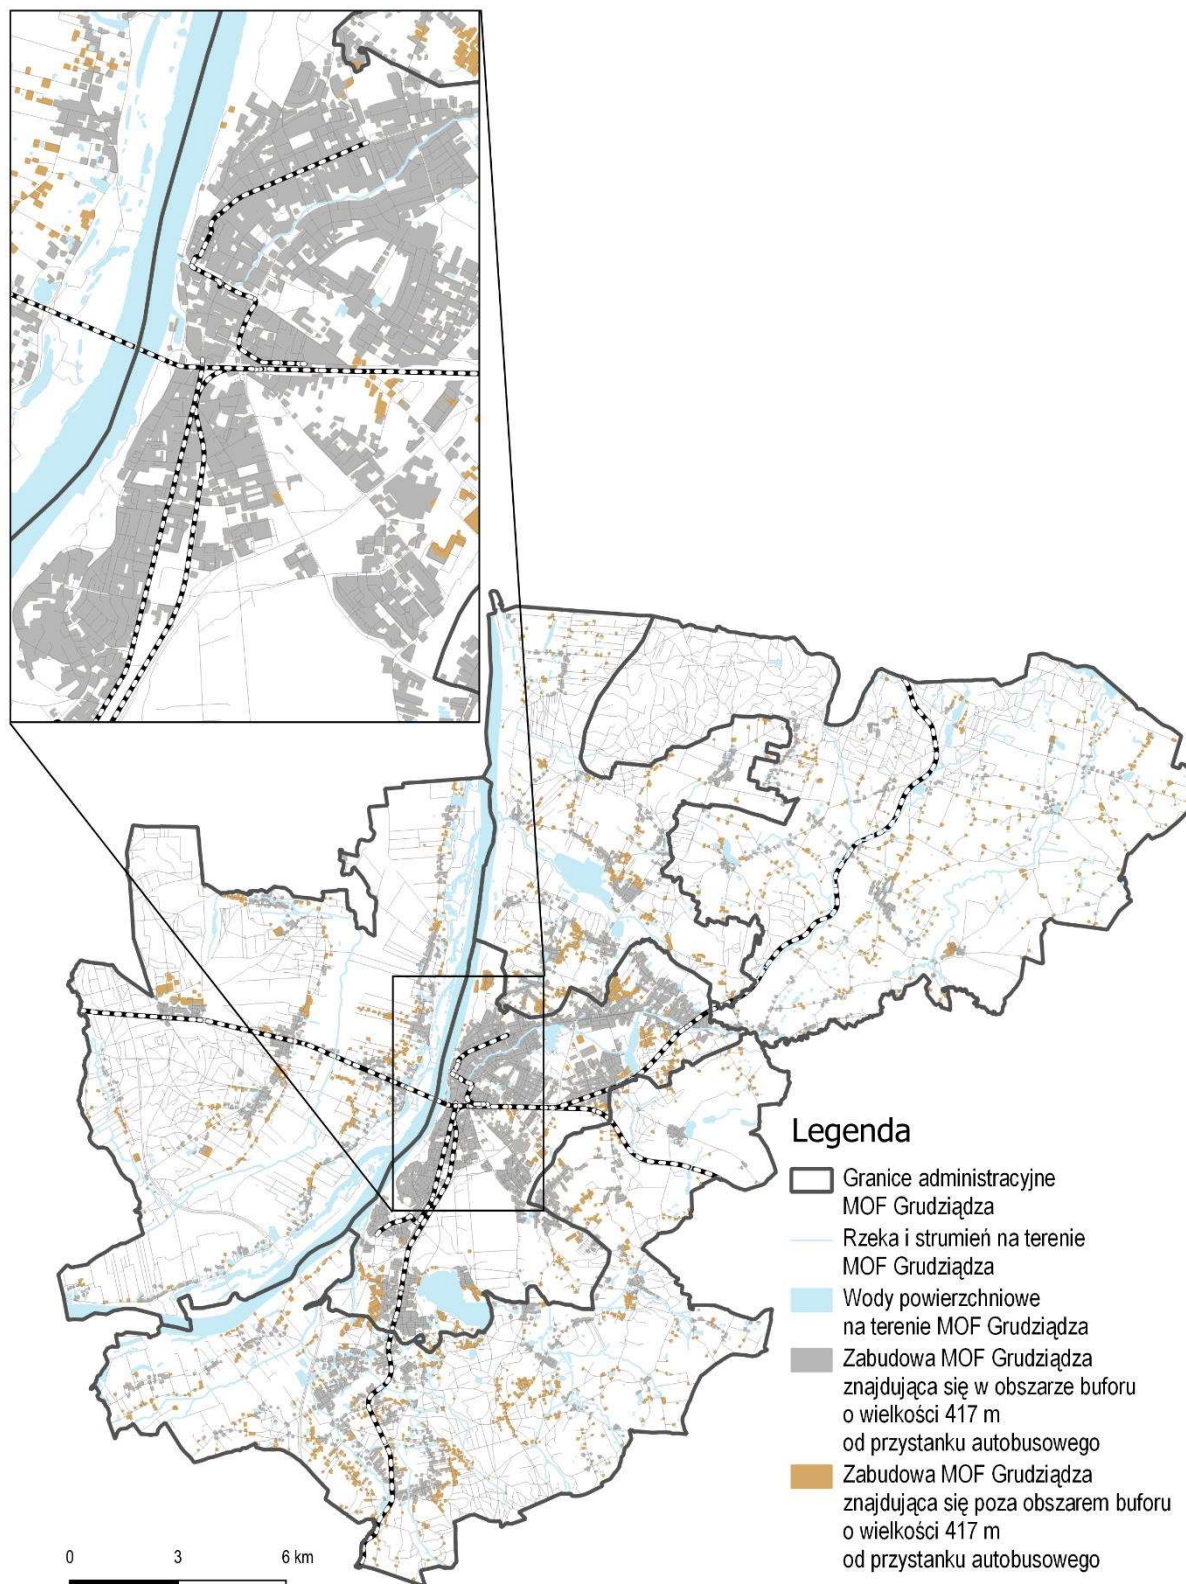 Legenda
Granice administracyjne
MOF Grudziądza
Rzeka i strumień na terenie
MOF Grudziądza
Wody powierzchniowe
na terenie MOF Grudziądza
Zabudowa MOF Grudziądza
znajdująca się w obszarze buforu
o wielkości 417 m
od przystanku autobusowego
Zabudowa MOF Grudziądza
znajdująca się poza obszarem buforu
o wielkości 417 m
od przystanku autobusowego
0 3 6 km